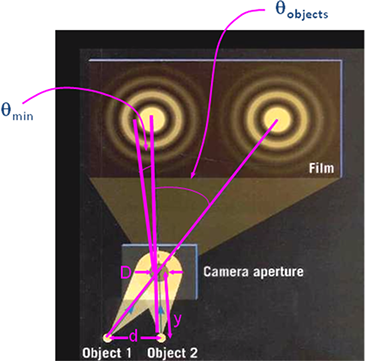 θobjects
θmin
Film
D
Camera aperture
y
d
Object 1 Object 2